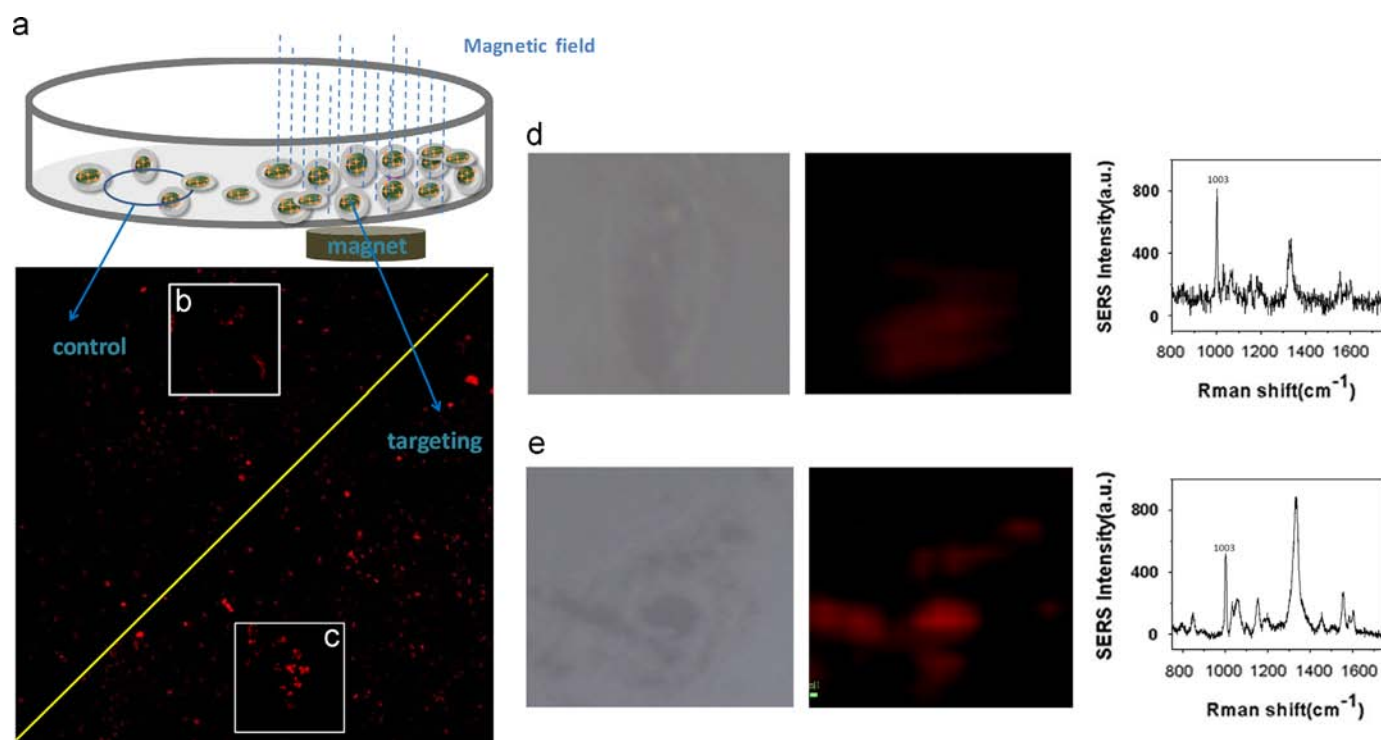 a
Magnetic field
magnet
control
b
targeting
c
d
SERS Intensity(a.u.)
800
400
0
1003
800 1000 1200 1400 1600
Rman shift(cm⁻¹)
e
SERS Intensity(a.u.)
800
400
0
1003
800 1000 1200 1400 1600
Rman shift(cm⁻¹)